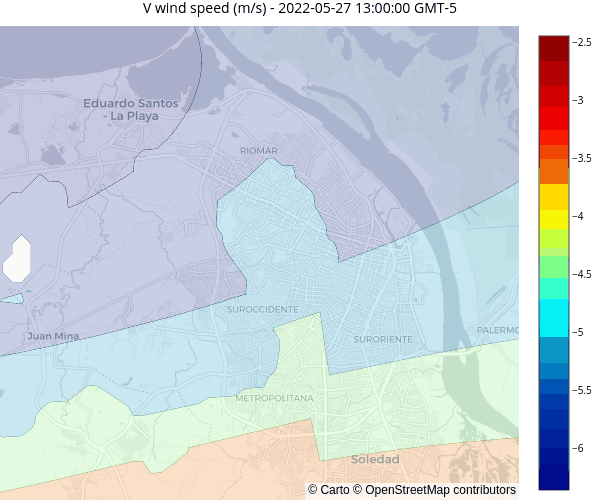 V wind speed (m/s) - 2022-05-27 13:00:00 GMT-5
Eduardo Santos
- La Playa
RIOMAR
SUROCCIDENTE
Juan Mina
SURORIENTE
PALERMO
METROPOLITANA
Soledad
© Carto © OpenStreetMap contributors
−2.5
−3
−3.5
−4
−4.5
−5
−5.5
−6